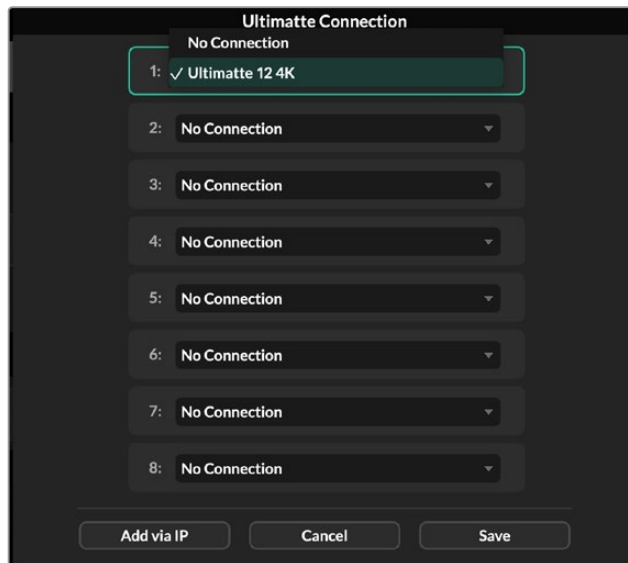 Ultimatte Connection
No Connection
1: ✓ Ultimatte 12 4K
2: No Connection
3: No Connection
4: No Connection
5: No Connection
6: No Connection
7: No Connection
8: No Connection
Add via IP Cancel Save